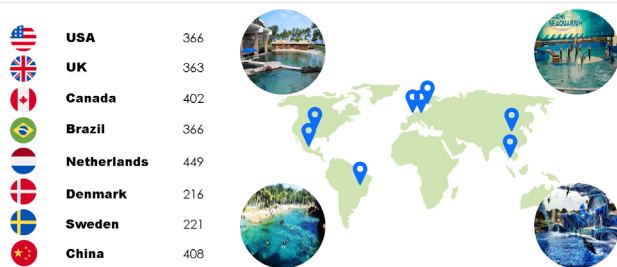 USA 366
UK 363
Canada 402
Brazil 366
Netherlands 449
Denmark 216
Sweden 221
China 408
SEAQUARIUM